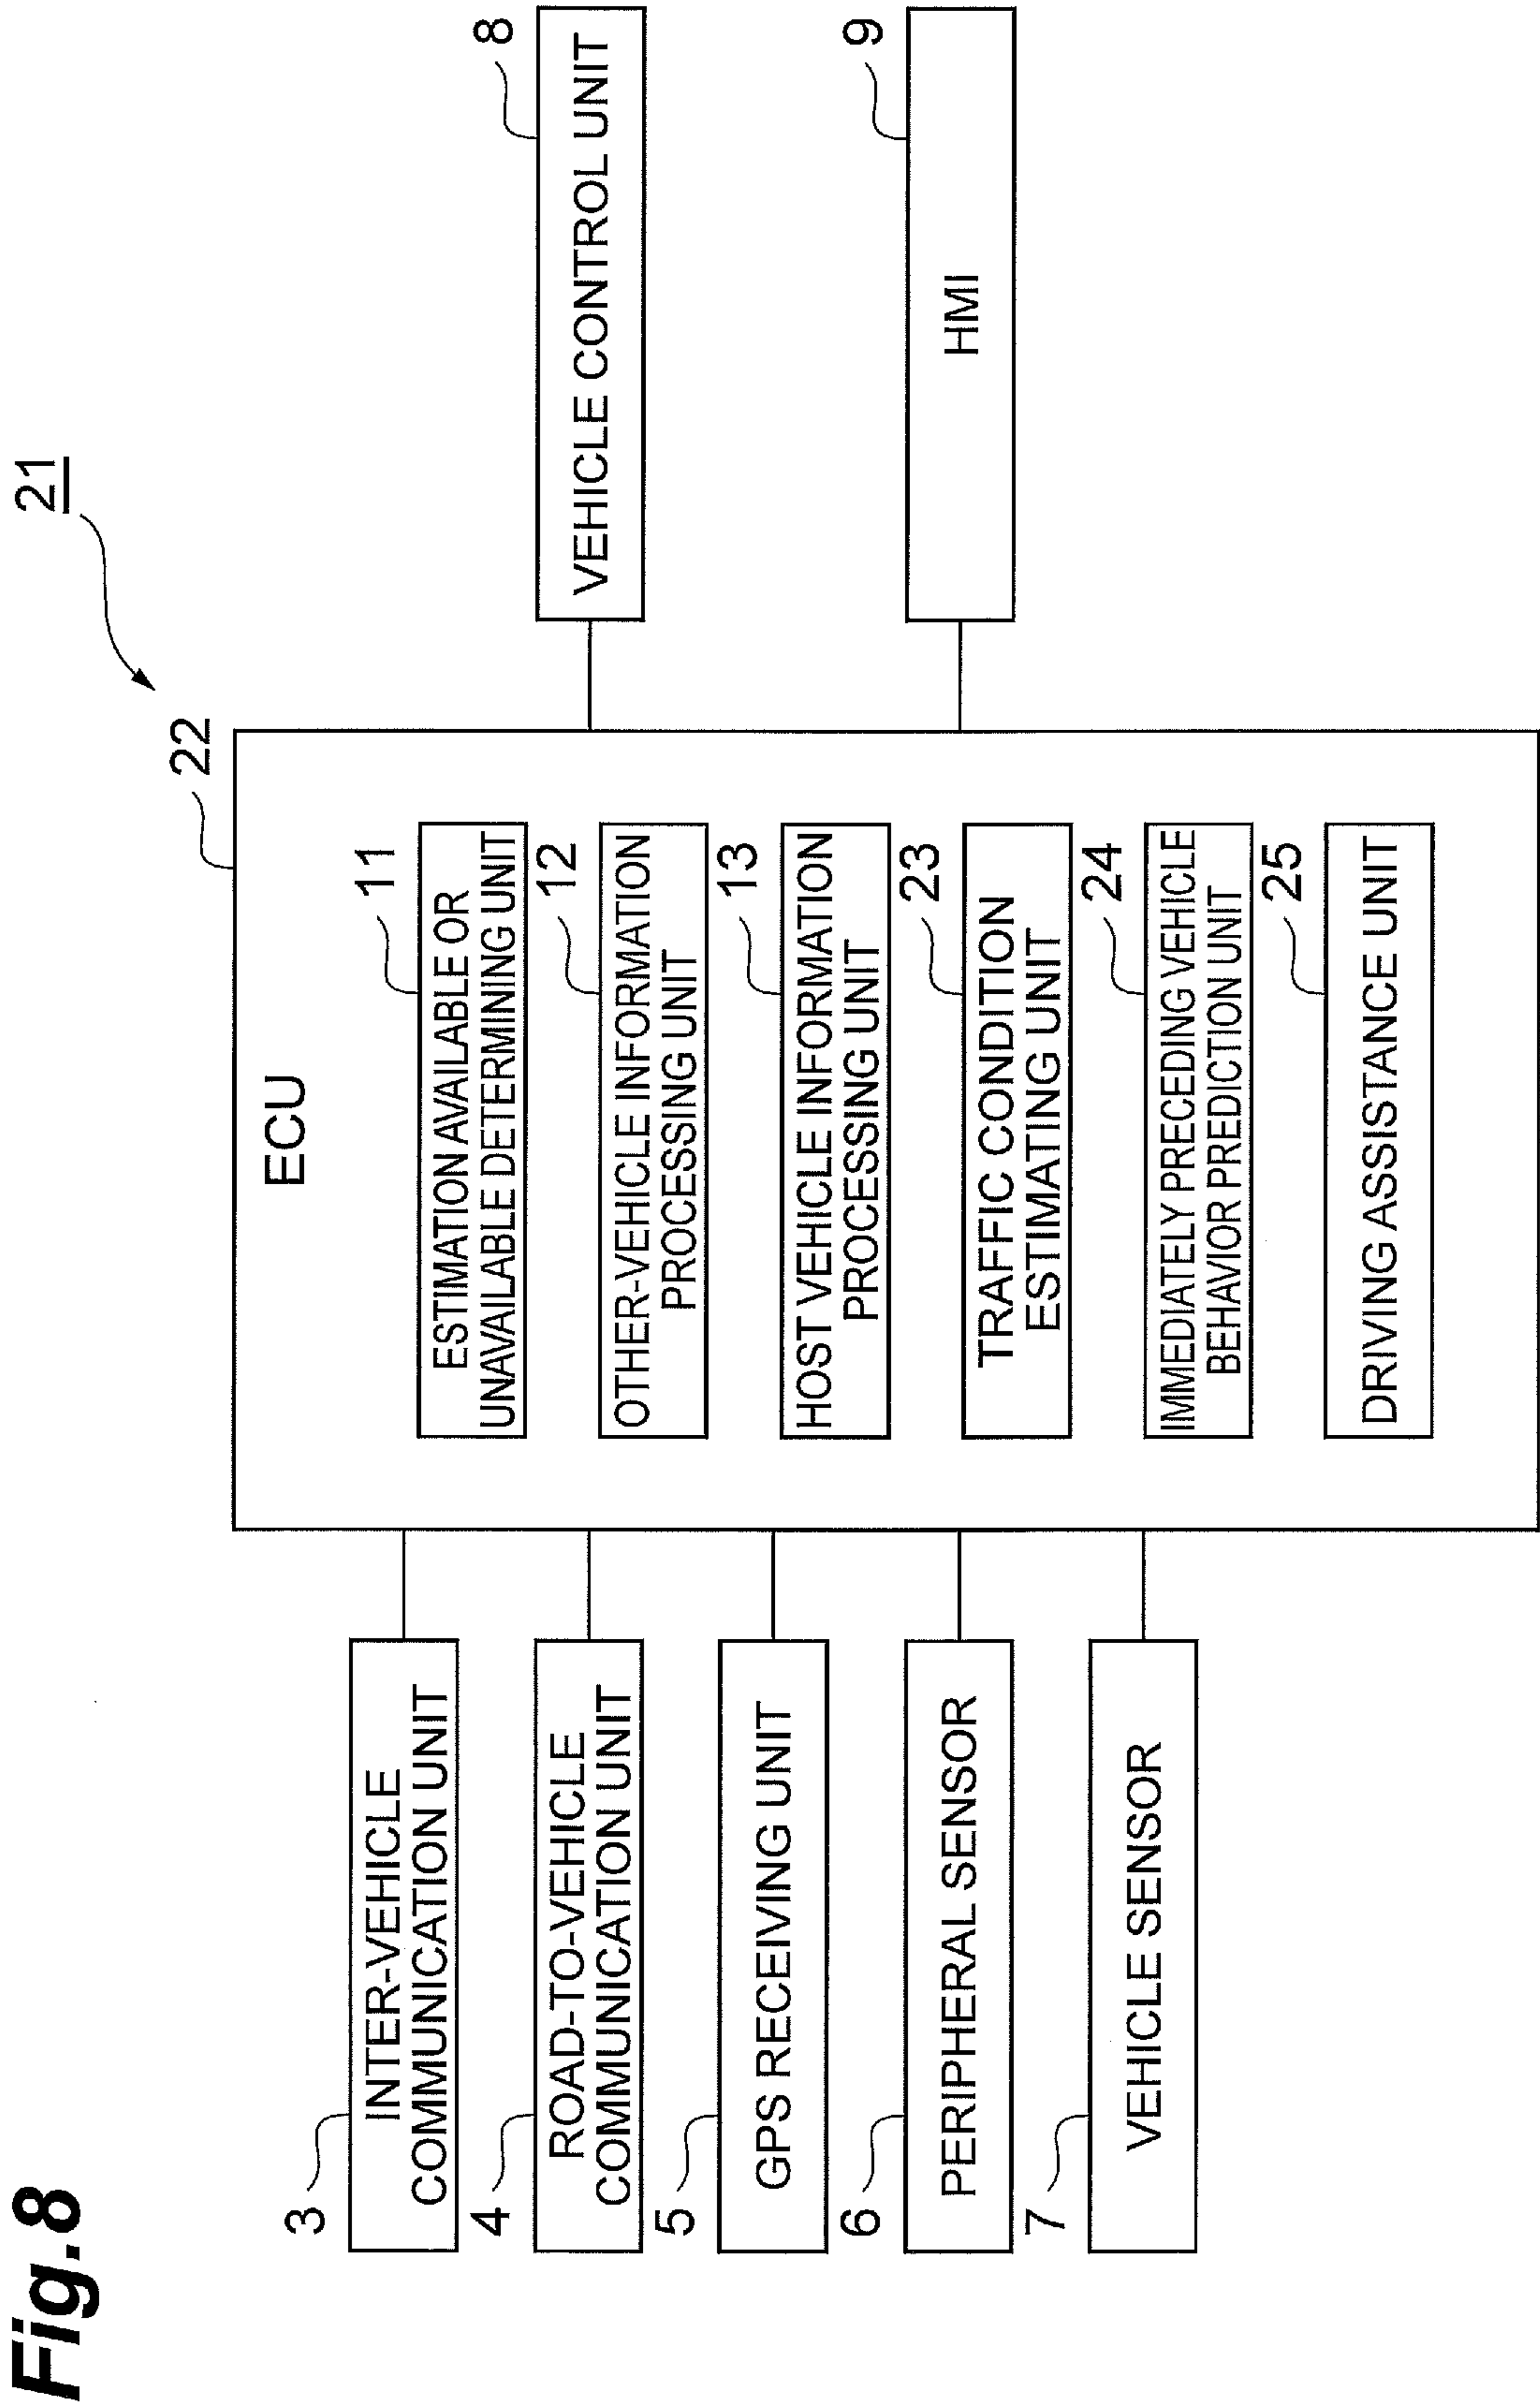 Fig.8
21
3
INTER-VEHICLE
COMMUNICATION UNIT
4
ROAD-TO-VEHICLE
COMMUNICATION UNIT
5
GPS RECEIVING UNIT
6
PERIPHERAL SENSOR
7
VEHICLE SENSOR
22
ECU
11
ESTIMATION AVAILABLE OR
UNAVAILABLE DETERMINING UNIT
12
OTHER-VEHICLE INFORMATION
PROCESSING UNIT
13
HOST VEHICLE INFORMATION
PROCESSING UNIT
23
TRAFFIC CONDITION
ESTIMATING UNIT
24
IMMEDIATELY PRECEDING VEHICLE
BEHAVIOR PREDICTION UNIT
25
DRIVING ASSISTANCE UNIT
8
VEHICLE CONTROL UNIT
9
HMI